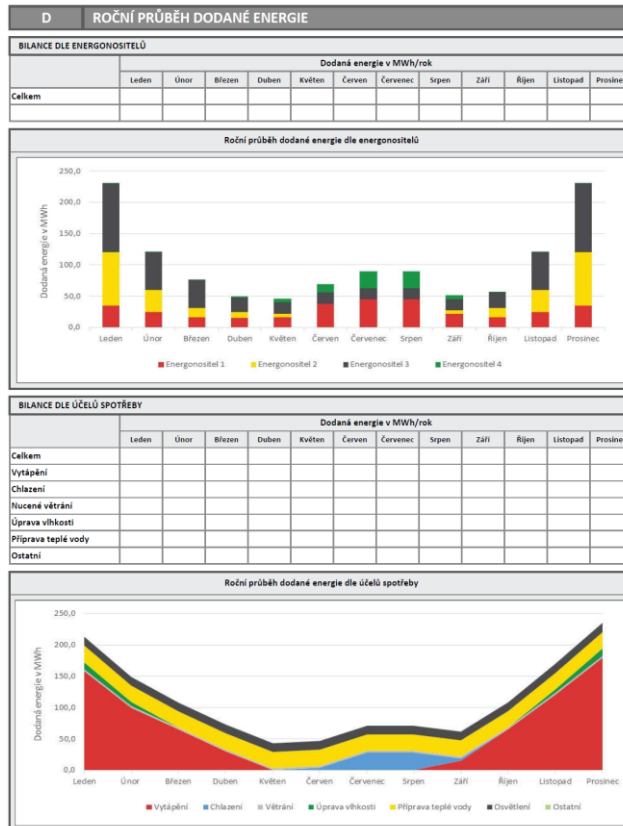 D ROČNÍ PRŮBĚH DODANÉ ENERGIE
BILANCE DLE ENERGONOSITELŮ
Dodaná energie v MWh/rok
Leden Únor Březen Duben Květen Červen Červenec Srpen Září Říjen Listopad Prosinec
Celkem
Roční průběh dodané energie dle energonositelů
Dodaná energie v MWh
250,0
200,0
150,0
100,0
50,0
0,0
Leden Únor Březen Duben Květen Červen Červenec Srpen Září Říjen Listopad Prosinec
Energonositel 1 Energonositel 2 Energonositel 3 Energonositel 4
BILANCE DLE ÚČELŮ SPOTŘEBY
Dodaná energie v MWh/rok
Leden Únor Březen Duben Květen Červen Červenec Srpen Září Říjen Listopad Prosinec
Celkem
Vytápění
Chlazení
Nucené větrání
Úprava vlhkosti
Příprava teplé vody
Ostatní
Roční průběh dodané energie dle účelů spotřeby
Dodaná energie v MWh
250,0
200,0
150,0
100,0
50,0
0,0
Leden Únor Březen Duben Květen Červen Červenec Srpen Září Říjen Listopad Prosinec
Vytápění Chlazení Větrání Úprava vlhkosti Příprava teplé vody Osvětlení Ostatní